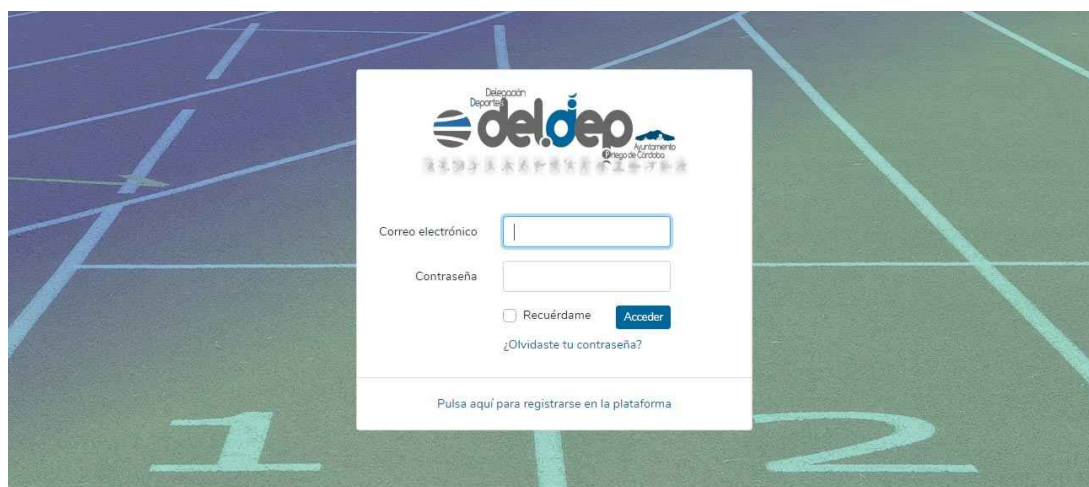 Delegación
Deportes
del.dep
Ayuntamiento
Priego de Córdoba
Correo electrónico
Contraseña
Recuérdame
Acceder
¿Olvidaste tu contraseña?
Pulsa aquí para registrarse en la plataforma
1 2